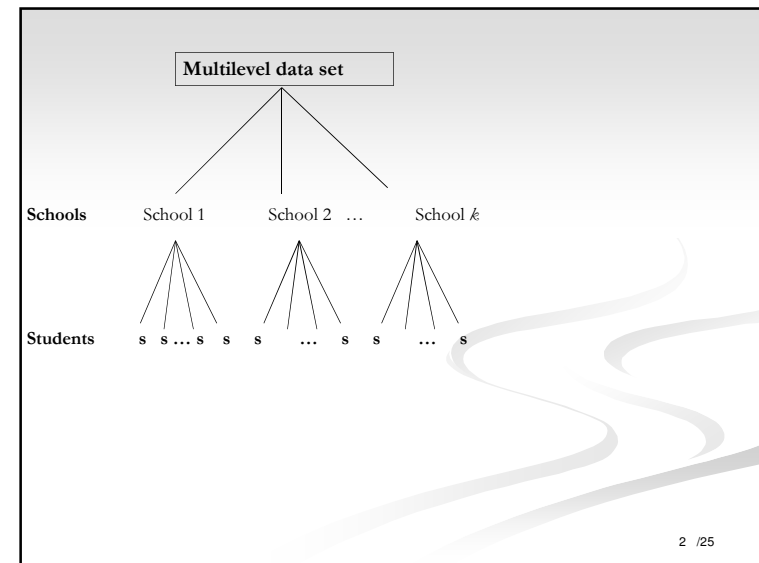 Multilevel data set
Schools School 1 School 2 … School k
Students s s … s s s … s s … s
2 /25